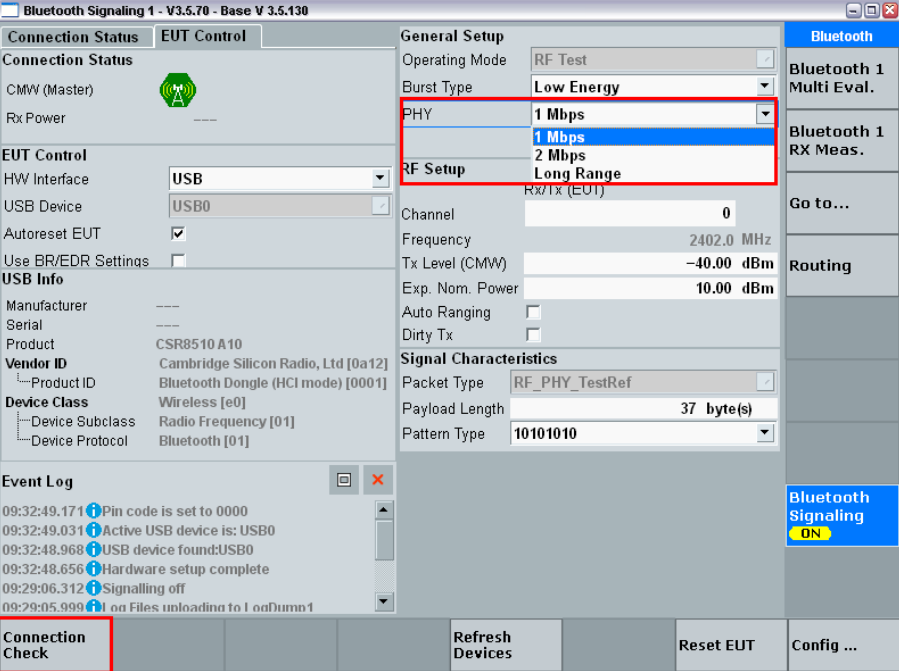 Bluetooth Signaling 1 - V3.5.70 - Base V 3.5.130
Connection Status
EUT Control
Connection Status
CMW (Master)
Rx Power
---
EUT Control
HW Interface
USB
USB Device
USB0
Autoreset EUT
Use BR/EDR Settings
USB Info
Manufacturer ---
Serial ---
Product CSR8510 A10
Vendor ID Cambridge Silicon Radio, Ltd [0a12]
Product ID Bluetooth Dongle (HCI mode) [0001]
Device Class Wireless [e0]
Device Subclass Radio Frequency [01]
Device Protocol Bluetooth [01]
Event Log
09:32:49.171 Pin code is set to 0000
09:32:49.031 Active USB device is: USB0
09:32:48.968 USB device found:USB0
09:32:48.656 Hardware setup complete
09:29:06.312 Signalling off
09:29:05.999 Log Files uploading to LogDump1
General Setup
Operating Mode RF Test
Burst Type Low Energy
PHY 1 Mbps
1 Mbps
2 Mbps
Long Range
RF Setup
Rx/Tx (EUT)
Channel 0
Frequency 2402.0 MHz
Tx Level (CMW) -40.00 dBm
Exp. Nom. Power 10.00 dBm
Auto Ranging
Dirty Tx
Signal Characteristics
Packet Type RF_PHY_TestRef
Payload Length 37 byte(s)
Pattern Type 10101010
Bluetooth
Bluetooth 1
Multi Eval.
Bluetooth 1
RX Meas.
Go to...
Routing
Bluetooth
Signaling
ON
Connection
Check
Refresh
Devices
Reset EUT
Config ...